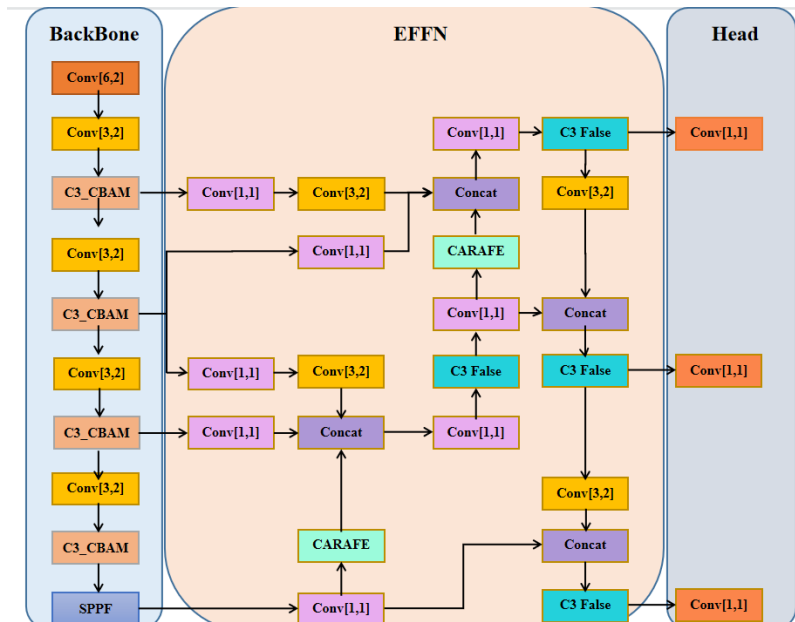 BackBone
EFFN
Head
Conv[6,2]
Conv[3,2]
Conv[1,1]
C3 False
Conv[1,1]
C3_CBAM
Conv[1,1]
Conv[3,2]
Concat
Conv[3,2]
Conv[3,2]
Conv[1,1]
CARAFE
C3_CBAM
Conv[1,1]
Concat
Conv[3,2]
Conv[1,1]
Conv[3,2]
C3 False
C3 False
Conv[1,1]
C3_CBAM
Conv[1,1]
Concat
Conv[1,1]
Conv[3,2]
Conv[3,2]
C3_CBAM
CARAFE
Concat
SPPF
Conv[1,1]
C3 False
Conv[1,1]